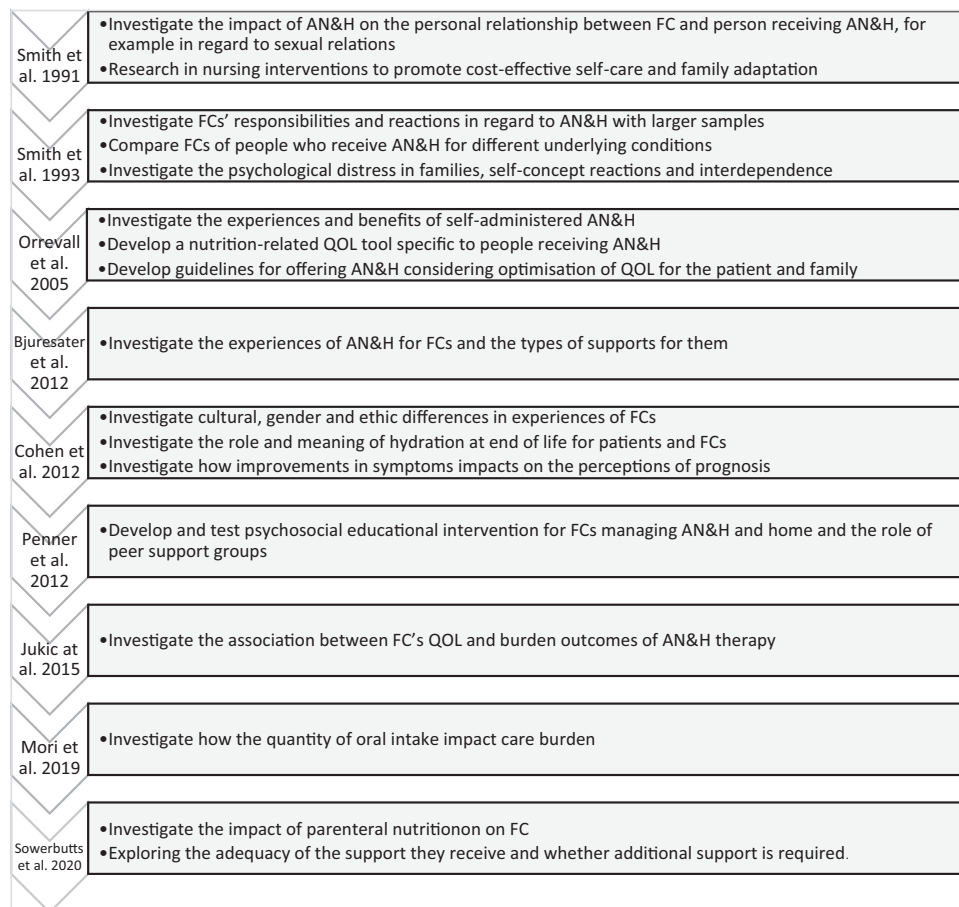 Smith et
al. 1991
•Investigate the impact of AN&H on the personal relationship between FC and person receiving AN&H, for
example in regard to sexual relations
•Research in nursing interventions to promote cost-effective self-care and family adaptation
Smith et
al. 1993
•Investigate FCs' responsibilities and reactions in regard to AN&H with larger samples
•Compare FCs of people who receive AN&H for different underlying conditions
•Investigate the psychological distress in families, self-concept reactions and interdependence
Orrevall
et al.
2005
•Investigate the experiences and benefits of self-administered AN&H
•Develop a nutrition-related QOL tool specific to people receiving AN&H
•Develop guidelines for offering AN&H considering optimisation of QOL for the patient and family
Bjuresater
et al.
2012
•Investigate the experiences of AN&H for FCs and the types of supports for them
Cohen et
al. 2012
•Investigate cultural, gender and ethic differences in experiences of FCs
•Investigate the role and meaning of hydration at end of life for patients and FCs
•Investigate how improvements in symptoms impacts on the perceptions of prognosis
Penner
et al.
2012
•Develop and test psychosocial educational intervention for FCs managing AN&H and home and the role of
peer support groups
Jukic at
al. 2015
•Investigate the association between FC's QOL and burden outcomes of AN&H therapy
Mori et
al. 2019
•Investigate how the quantity of oral intake impact care burden
Sowerbutts
et al. 2020
•Investigate the impact of parenteral nutritionon on FC
•Exploring the adequacy of the support they receive and whether additional support is required.